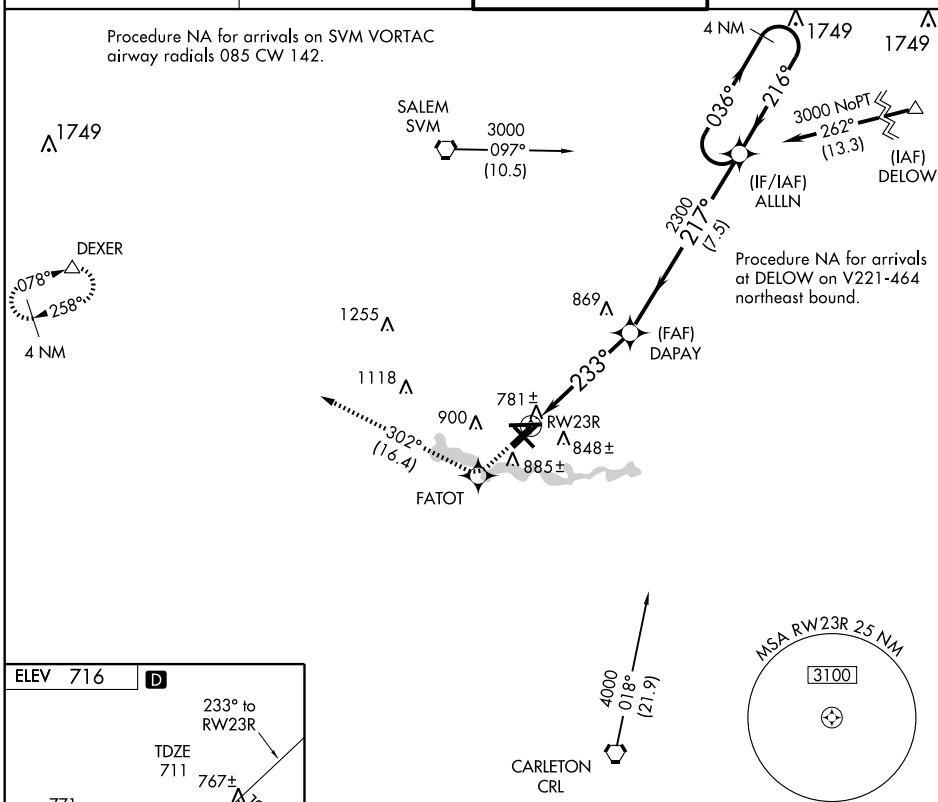 Procedure NA for arrivals on SVM VORTAC
airway radials 085 CW 142.
4 NM
1749
1749
1749
036°
216°
SALEM
SVM
3000
097°
(10.5)
3000 NoPT
262°
(13.3)
(IAF)
DELOW
(IF/IAF)
ALLLN
2300
217°
(7.5)
Procedure NA for arrivals
at DELOW on V221-464
northeast bound.
DEXER
078°
258°
4 NM
869
1255
(FAF)
DAPAY
233°
1118
781±
900
RW23R
848±
885±
302°
(16.4)
FATOT
MSA RW23R 25 NM
3100
4000
018°
(21.9)
CARLETON
CRL
ELEV 716
D
233° to
RW23R
TDZE
711
767±